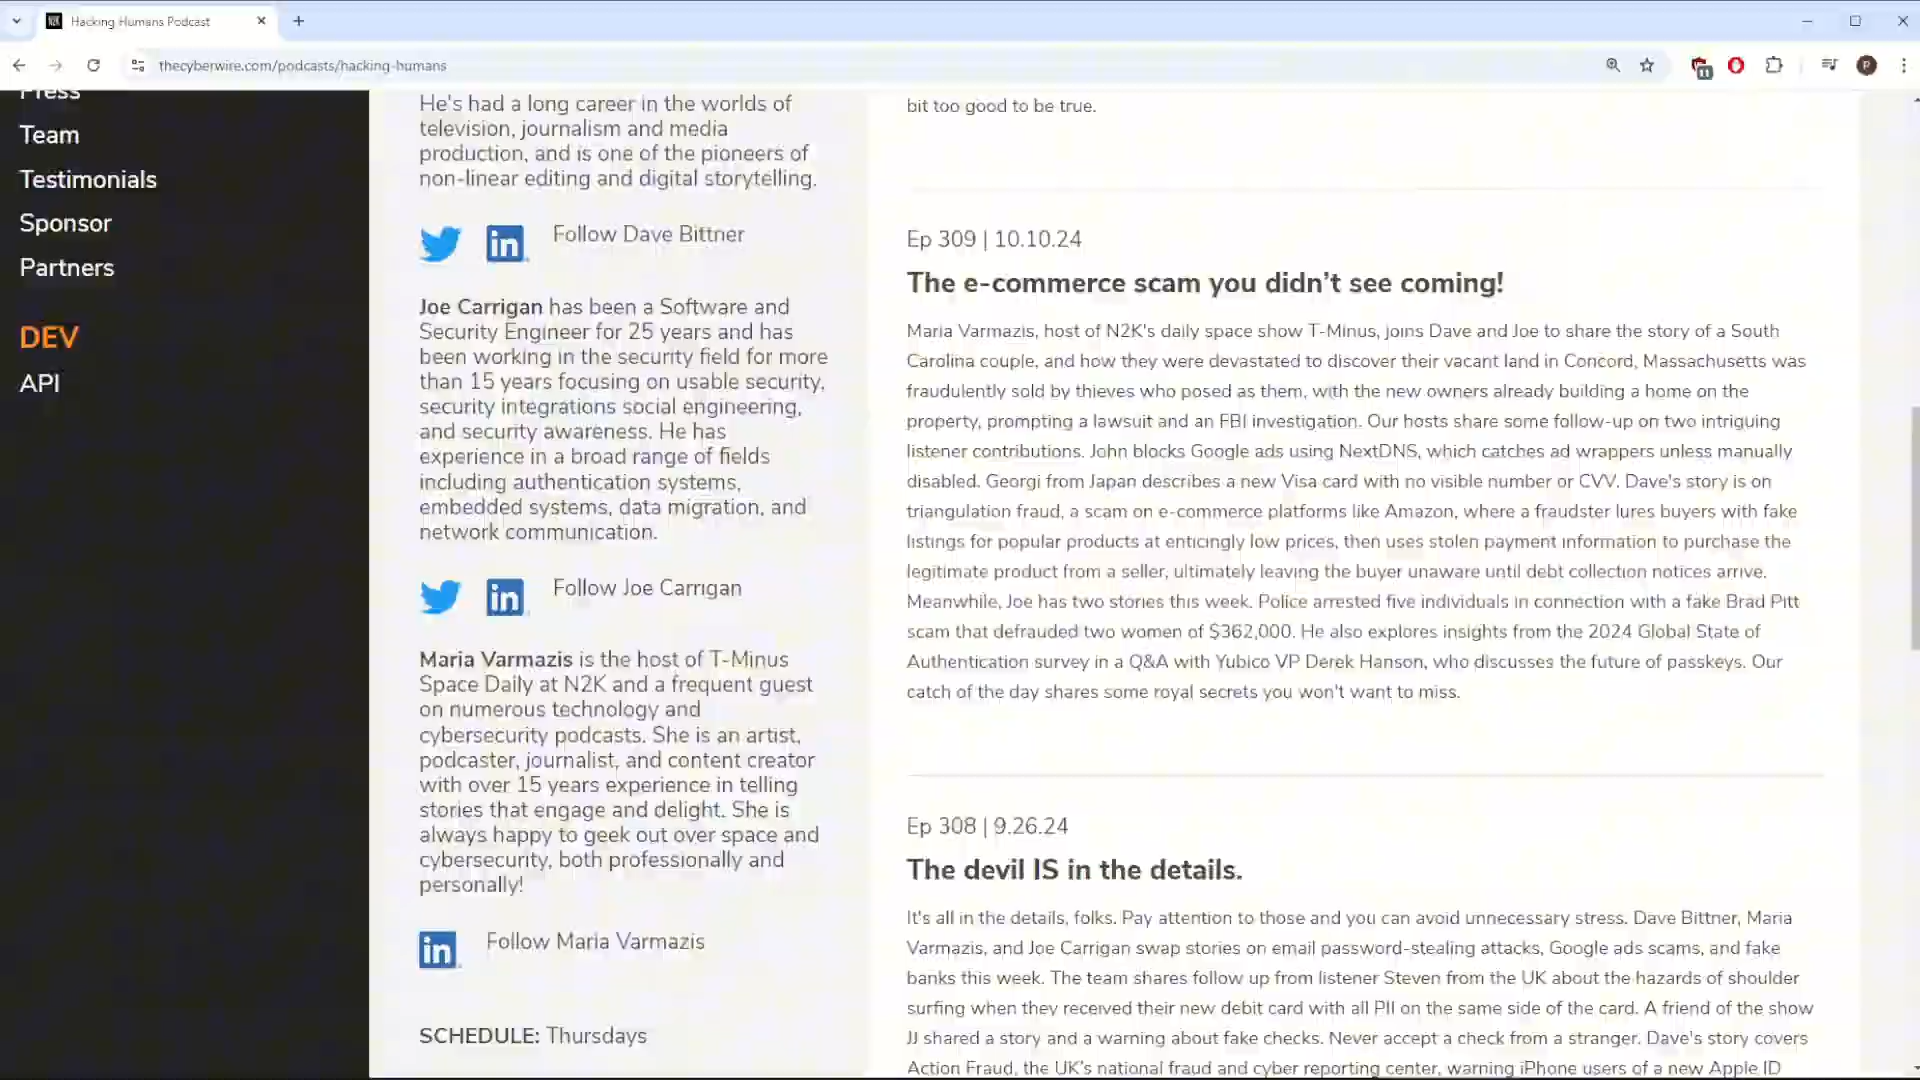 Hacking Humans Podcast
thecyberwire.com/podcasts/hacking-humans
Press
Team
Testimonials
Sponsor
Partners
DEV
API
He's had a long career in the worlds of
television, journalism and media
production, and is one of the pioneers of
non-linear editing and digital storytelling.
in Follow Dave Bittner
Joe Carrigan has been a Software and
Security Engineer for 25 years and has
been working in the security field for more
than 15 years focusing on usable security,
security integrations social engineering,
and security awareness. He has
experience in a broad range of fields
including authentication systems,
embedded systems, data migration, and
network communication.
in Follow Joe Carrigan
Maria Varmazis is the host of T-Minus
Space Daily at N2K and a frequent guest
on numerous technology and
cybersecurity podcasts. She is an artist,
podcaster, journalist, and content creator
with over 15 years experience in telling
stories that engage and delight. She is
always happy to geek out over space and
cybersecurity, both professionally and
personally!
in Follow Maria Varmazis
SCHEDULE: Thursdays
bit too good to be true.
Ep 309 | 10.10.24
The e-commerce scam you didn’t see coming!
Maria Varmazis, host of N2K's daily space show T-Minus, joins Dave and Joe to share the story of a South
Carolina couple, and how they were devastated to discover their vacant land in Concord, Massachusetts was
fraudulently sold by thieves who posed as them, with the new owners already building a home on the
property, prompting a lawsuit and an FBI investigation. Our hosts share some follow-up on two intriguing
listener contributions. John blocks Google ads using NextDNS, which catches ad wrappers unless manually
disabled. Georgi from Japan describes a new Visa card with no visible number or CVV. Dave's story is on
triangulation fraud, a scam on e-commerce platforms like Amazon, where a fraudster lures buyers with fake
listings for popular products at enticingly low prices, then uses stolen payment information to purchase the
legitimate product from a seller, ultimately leaving the buyer unaware until debt collection notices arrive.
Meanwhile, Joe has two stories this week. Police arrested five individuals in connection with a fake Brad Pitt
scam that defrauded two women of $362,000. He also explores insights from the 2024 Global State of
Authentication survey in a Q&A with Yubico VP Derek Hanson, who discusses the future of passkeys. Our
catch of the day shares some royal secrets you won't want to miss.
Ep 308 | 9.26.24
The devil IS in the details.
It's all in the details, folks. Pay attention to those and you can avoid unnecessary stress. Dave Bittner, Maria
Varmazis, and Joe Carrigan swap stories on email password-stealing attacks, Google ads scams, and fake
banks this week. The team shares follow up from listener Steven from the UK about the hazards of shoulder
surfing when they received their new debit card with all PII on the same side of the card. A friend of the show
JJ shared a story and a warning about fake checks. Never accept a check from a stranger. Dave's story covers
Action Fraud, the UK's national fraud and cyber reporting center, warning iPhone users of a new Apple ID